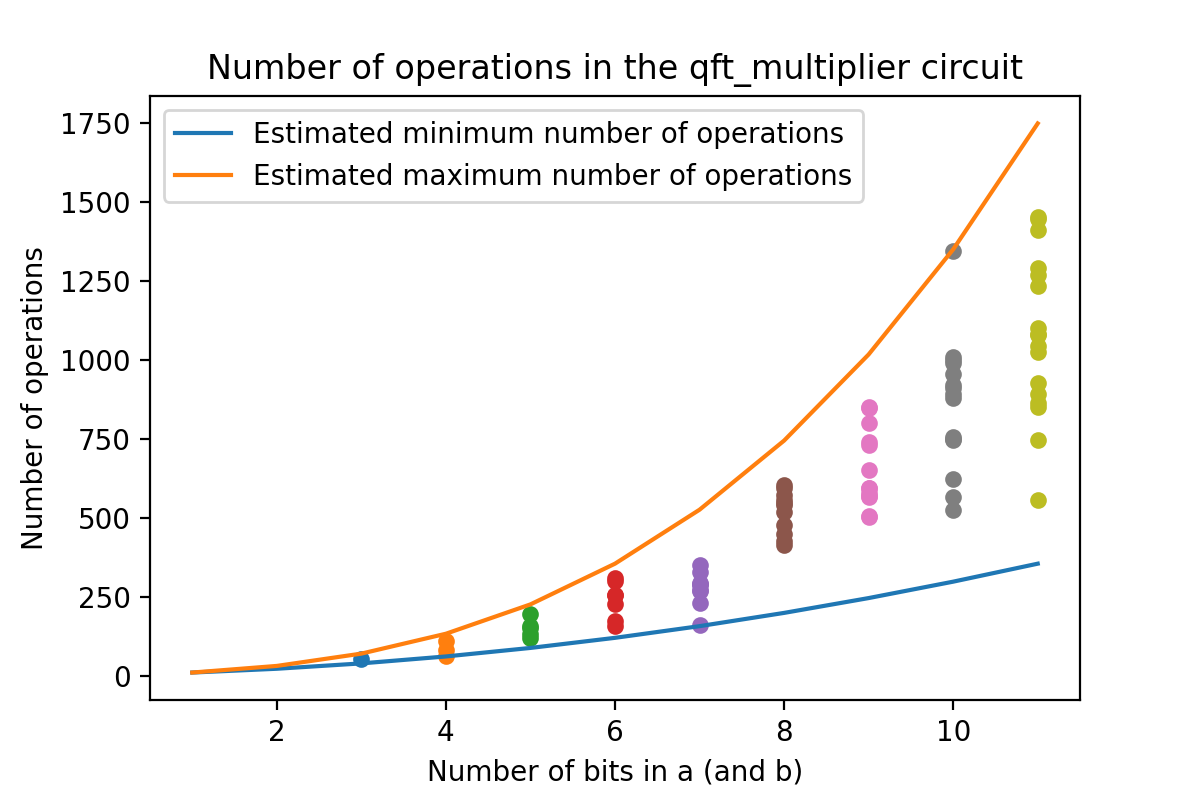 Number of operations in the qft_multiplier circuit
Estimated minimum number of operations
Estimated maximum number of operations
Number of operations
1750
1500
1250
1000
750
500
250
0
2
4
6
8
10
Number of bits in a (and b)